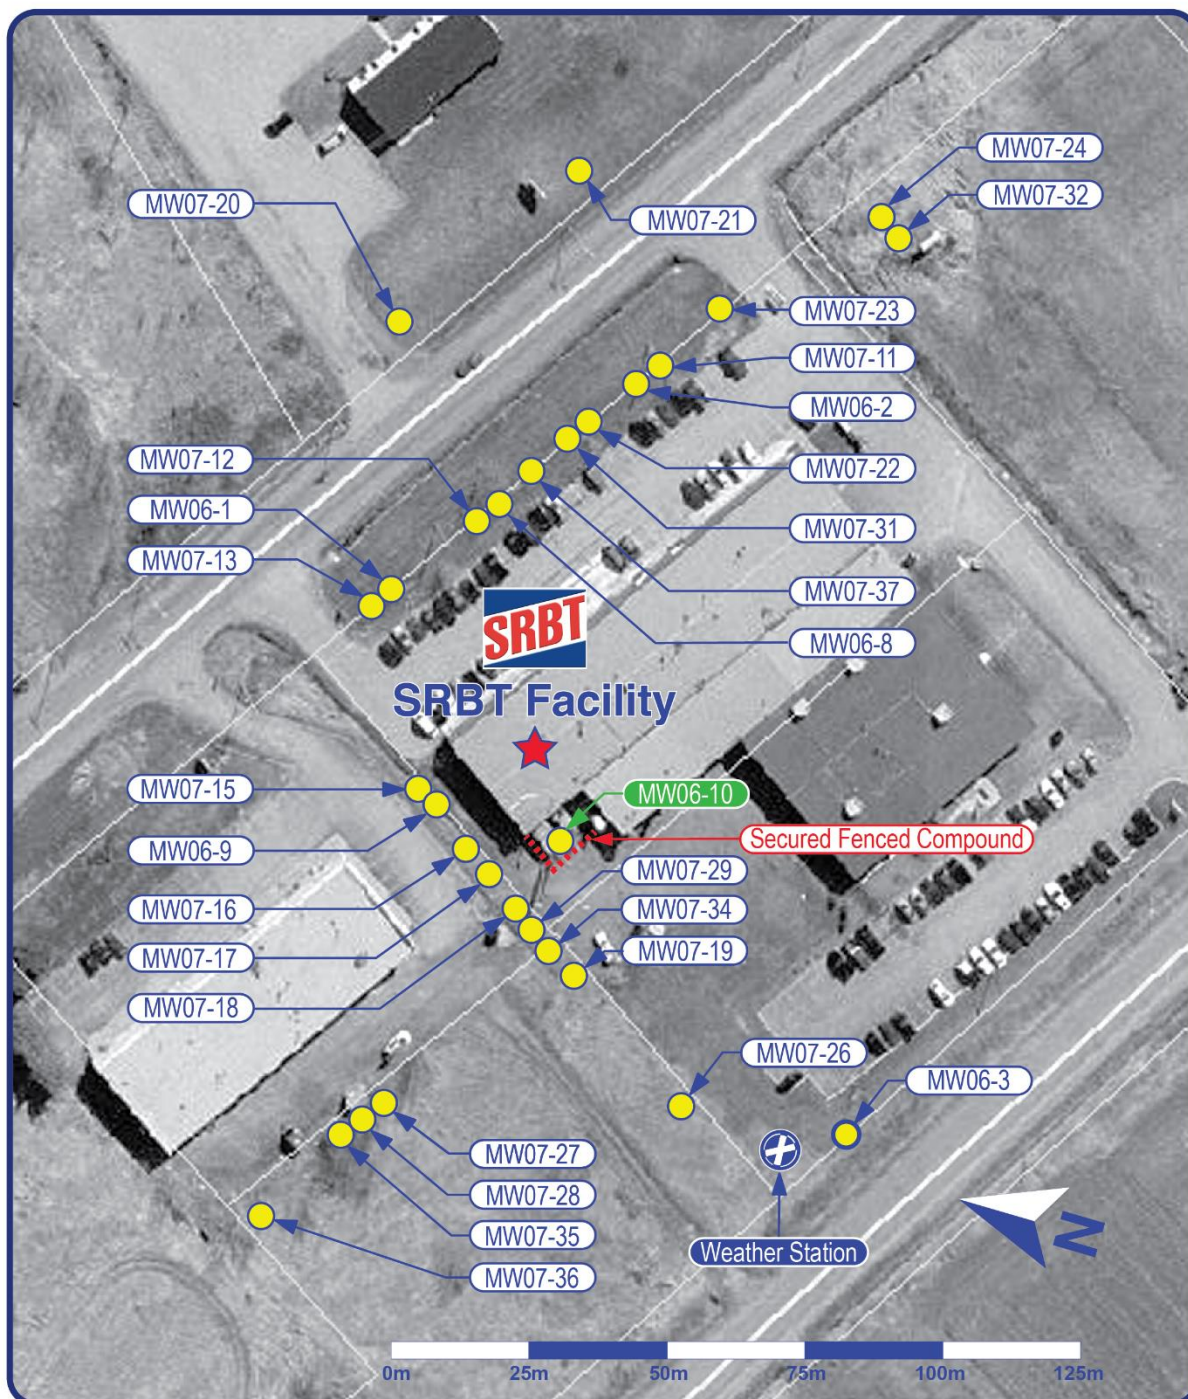 MW07-24
MW07-20
MW07-32
MW07-21
MW07-23
MW07-11
MW06-2
MW07-12
MW07-22
MW06-1
MW07-31
MW07-13
MW07-37
SRBT
MW06-8
SRBT Facility
MW07-15
MW06-10
MW06-9
Secured Fenced Compound
MW07-29
MW07-16
MW07-34
MW07-17
MW07-19
MW07-18
MW07-26
MW06-3
MW07-27
MW07-28
MW07-35
Weather Station
MW07-36
N
0m 25m 50m 75m 100m 125m